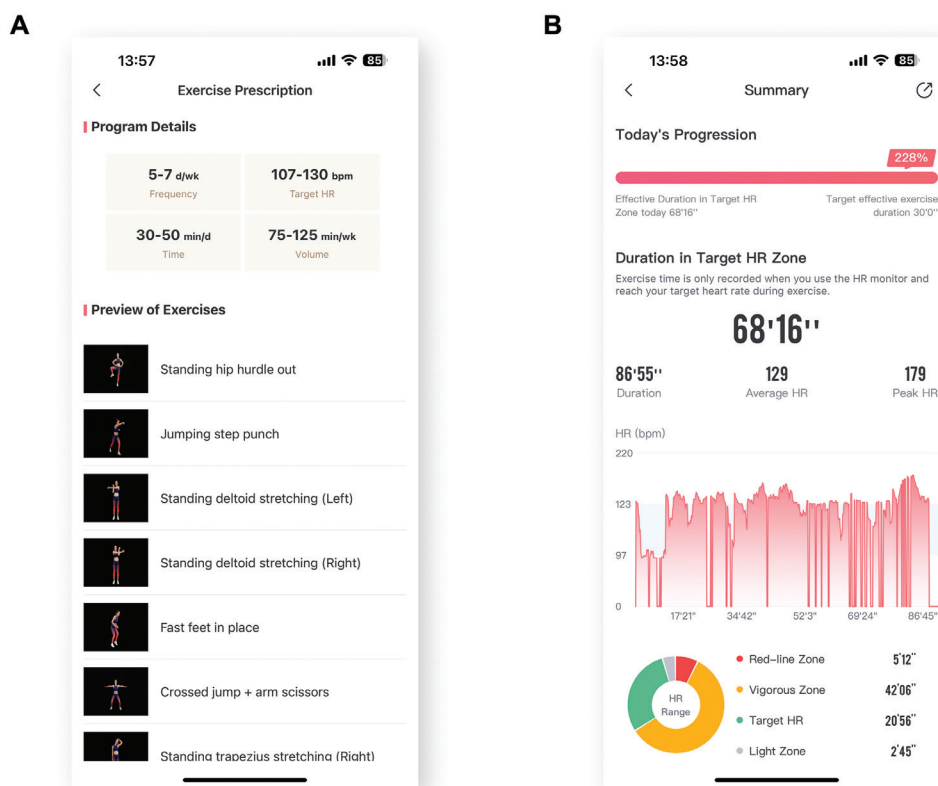 A
13:57
85
Exercise Prescription
Program Details
5-7 d/wk
Frequency
107-130 bpm
Target HR
30-50 min/d
Time
75-125 min/wk
Volume
Preview of Exercises
Standing hip hurdle out
Jumping step punch
Standing deltoid stretching (Left)
Standing deltoid stretching (Right)
Fast feet in place
Crossed jump + arm scissors
Standing trapezius stretching (Right)
B
13:58
85
Summary
Today's Progression
228%
Effective Duration in Target HR
Zone today 68'16"
Target effective exercise
duration 30'0"
Duration in Target HR Zone
Exercise time is only recorded when you use the HR monitor and
reach your target heart rate during exercise.
68'16''
86'55''
Duration
129
Average HR
179
Peak HR
HR (bpm)
220
123
97
0
17'21"
34'42"
52'3"
69'24"
86'45"
HR
Range
Red-line Zone 5'12"
Vigorous Zone 42'06"
Target HR 20'56"
Light Zone 2'45"